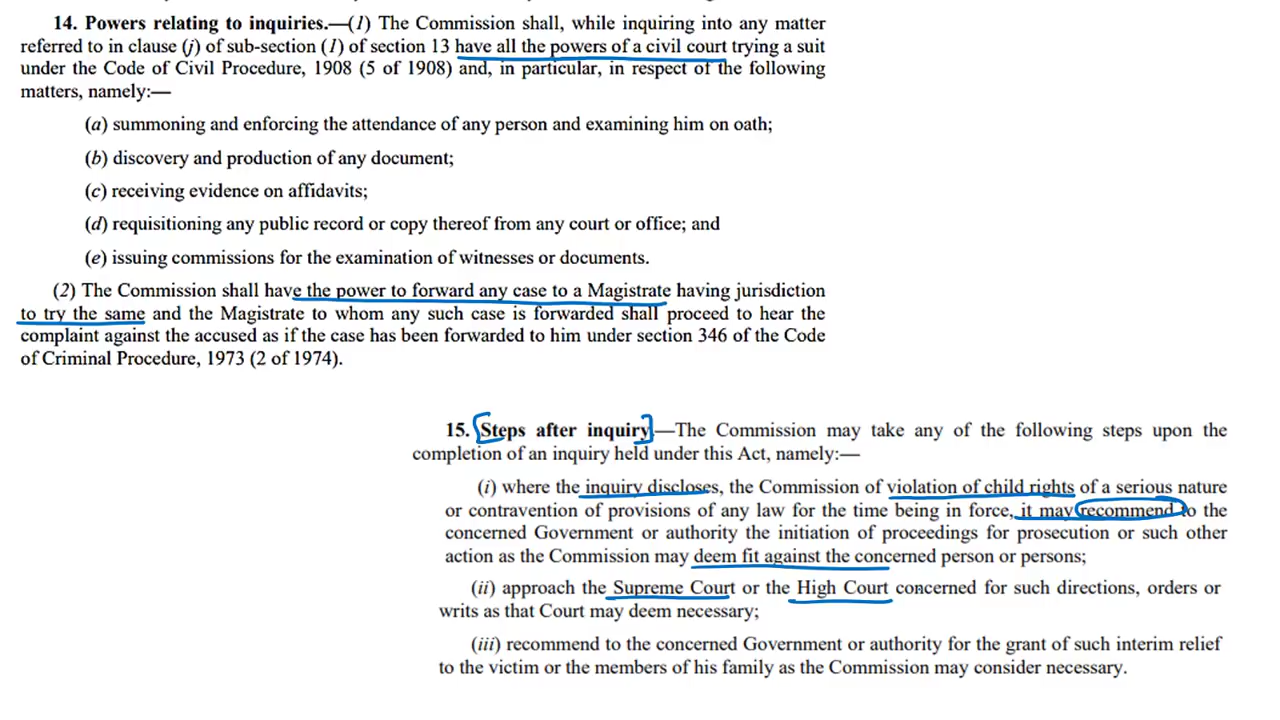 14. Powers relating to inquiries.—(1) The Commission shall, while inquiring into any matter
referred to in clause (j) of sub-section (1) of section 13 have all the powers of a civil court trying a suit
under the Code of Civil Procedure, 1908 (5 of 1908) and, in particular, in respect of the following
matters, namely:—
(a) summoning and enforcing the attendance of any person and examining him on oath;
(b) discovery and production of any document;
(c) receiving evidence on affidavits;
(d) requisitioning any public record or copy thereof from any court or office; and
(e) issuing commissions for the examination of witnesses or documents.
(2) The Commission shall have the power to forward any case to a Magistrate having jurisdiction
to try the same and the Magistrate to whom any such case is forwarded shall proceed to hear the
complaint against the accused as if the case has been forwarded to him under section 346 of the Code
of Criminal Procedure, 1973 (2 of 1974).
15. Steps after inquiry.—The Commission may take any of the following steps upon the
completion of an inquiry held under this Act, namely:—
(i) where the inquiry discloses, the Commission of violation of child rights of a serious nature
or contravention of provisions of any law for the time being in force, it may recommend to the
concerned Government or authority the initiation of proceedings for prosecution or such other
action as the Commission may deem fit against the concerned person or persons;
(ii) approach the Supreme Court or the High Court concerned for such directions, orders or
writs as that Court may deem necessary;
(iii) recommend to the concerned Government or authority for the grant of such interim relief
to the victim or the members of his family as the Commission may consider necessary.